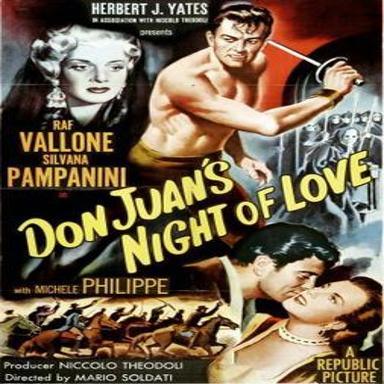 HERBERT J. YATES
IN ASSOCIATION WITH NICCOLO THEODOLI
presents
RAF
VALLONE
SILVANA
PAMPANINI
in
DON JUAN'S
NIGHT OF LOVE
with MICHELE PHILIPPE
Producer NICCOLO THEODOLI
Directed by MARIO SOLDATI
A
REPUBLIC
PICTURE